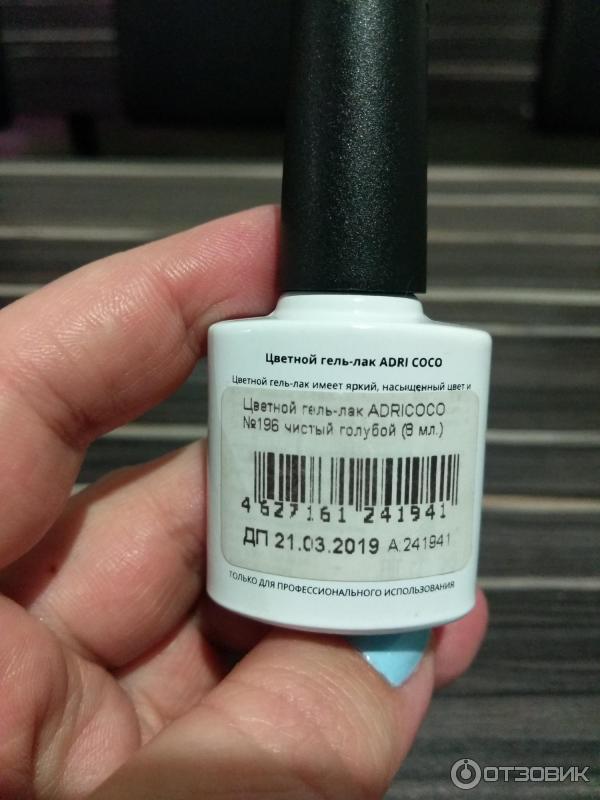 Цветной гель-лак ADRI COCO
Цветной гель-лак имеет яркий, насыщенный цвет и
Цветной гель-лак ADRICOCO
№196 чистый голубой (8 мл.)
4 627161 241941
ДП 21.03.2019 А.241941
ТОЛЬКО ДЛЯ ПРОФЕССИОНАЛЬНОГО ИСПОЛЬЗОВАНИЯ
ОТЗОВИК